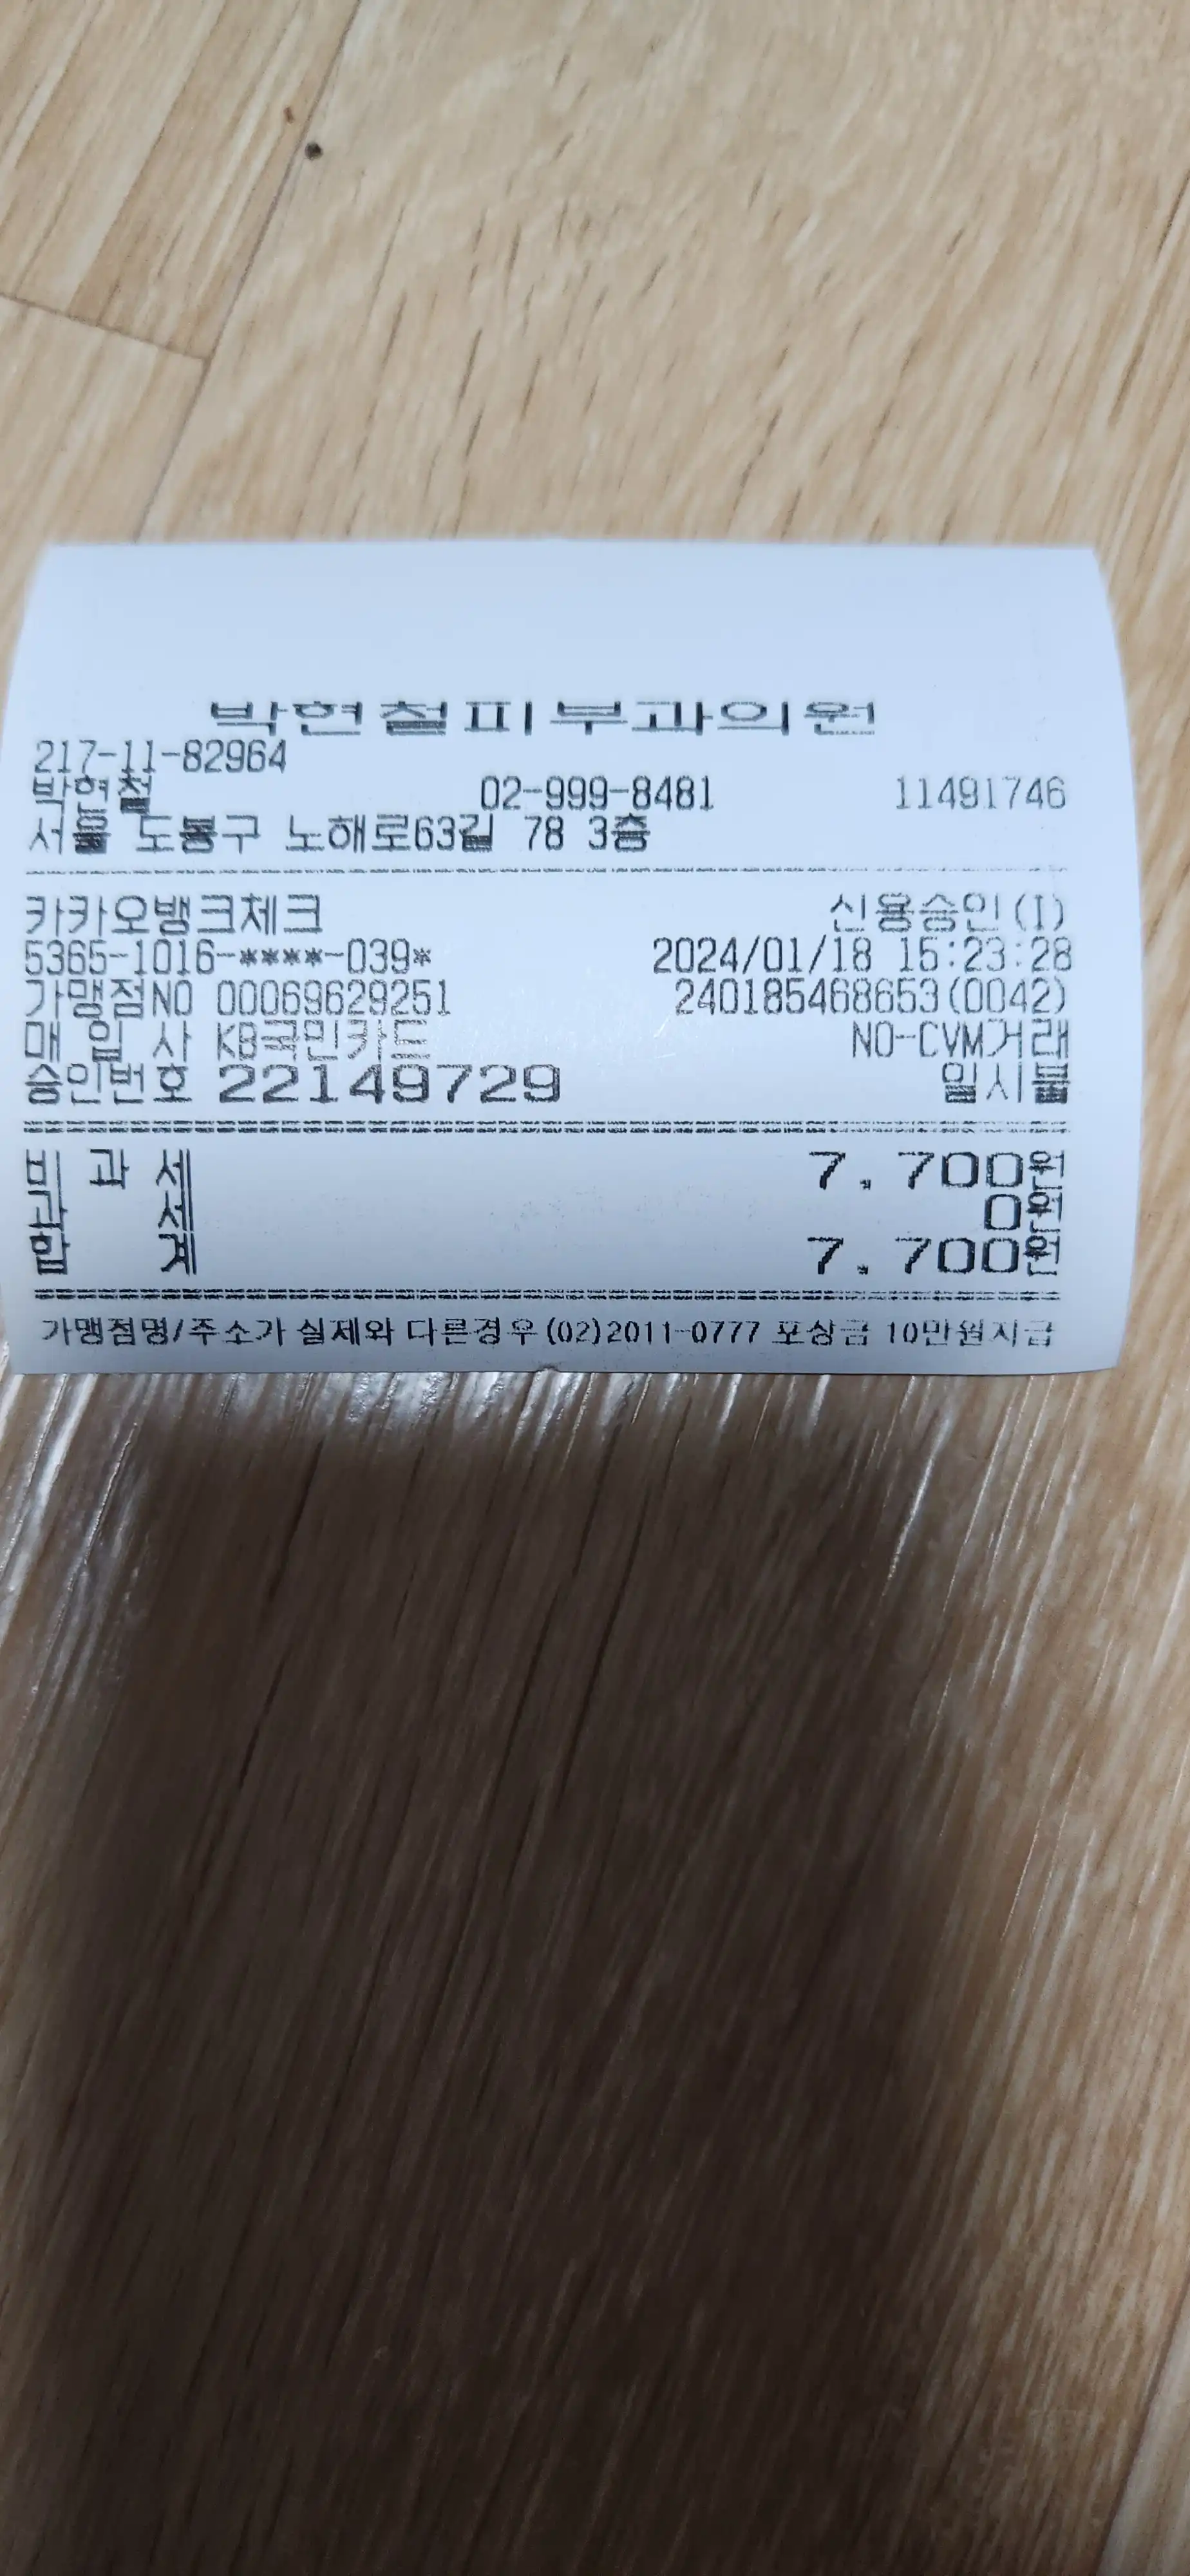 박현철피부과의원
217-11-82964
박현철 02-999-8481 11491746
서울 도봉구 노해로63길 78 3층
카카오뱅크체크 신용승인(I)
5365-1016-****-039* 2024/01/18 15:23:28
가맹점NO 00069629251 240185468653(0042)
매 입 사 KB국민카드 NO-CVM거래
승인번호 22149729 일시불
비 과 세 7,700원
과 세 0원
합 계 7,700원
가맹점명/주소가 실제와 다른경우(02)2011-0777 포상금 10만원지급